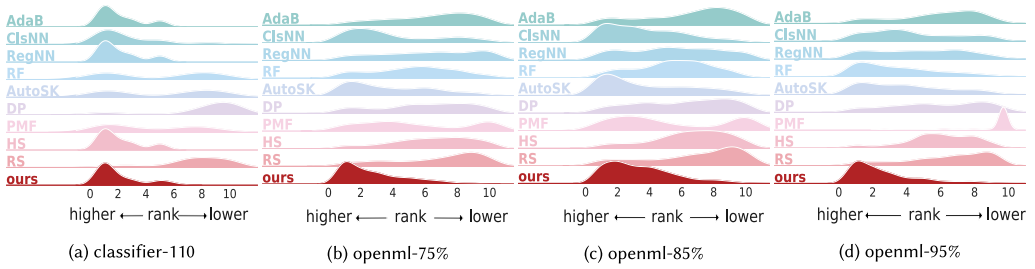 AdaB
ClsNN
RegNN
RF
AutoSK
DP
PMF
HS
RS
ours
0 2 4 6 8 10
higher ← rank → lower
(a) classifier-110
AdaB
ClsNN
RegNN
RF
AutoSK
DP
PMF
HS
RS
ours
0 2 4 6 8 10
higher ← rank → lower
(b) openml-75%
AdaB
ClsNN
RegNN
RF
AutoSK
DP
PMF
HS
RS
ours
0 2 4 6 8 10
higher ← rank → lower
(c) openml-85%
AdaB
ClsNN
RegNN
RF
AutoSK
DP
PMF
HS
RS
ours
0 2 4 6 8 10
higher ← rank → lower
(d) openml-95%